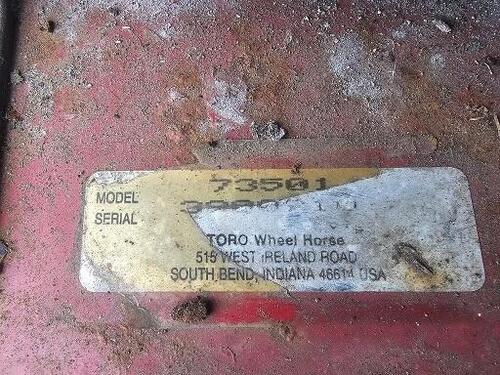 MODEL 73501
SERIAL
TORO Wheel Horse
515 WEST IRELAND ROAD
SOUTH BEND, INDIANA 46614 USA